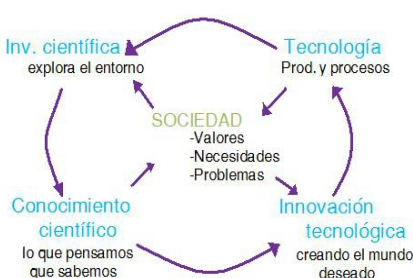 Inv. científica
explora el entorno
Tecnología
Prod. y procesos
SOCIEDAD
-Valores
-Necesidades
-Problemas
Conocimiento
científico
lo que pensamos
que sabemos
Innovación
tecnológica
creando el mundo
deseado